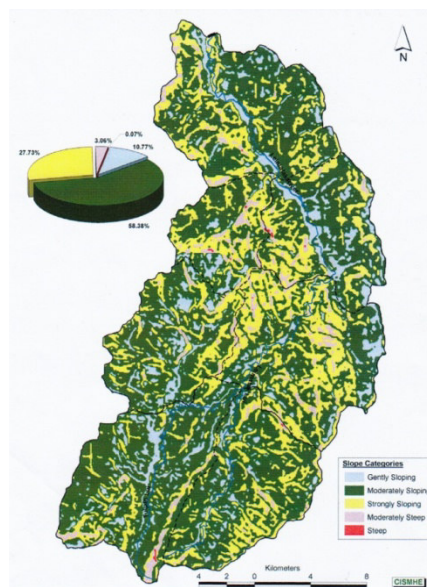 N
3.06%
0.07%
27.73%
10.77%
58.38%
Slope Categories
Gently Sloping
Moderately Sloping
Strongly Sloping
Moderately Steep
Steep
Kilometers
4 2 0 4 8
CISMHE